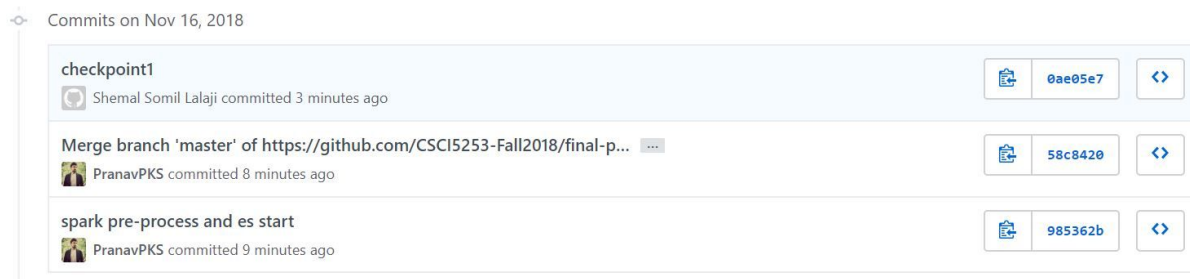 Commits on Nov 16, 2018
checkpoint1
0ae05e7
Shemal Somil Lalaji committed 3 minutes ago
Merge branch 'master' of https://github.com/CSCI5253-Fall2018/final-p... ...
58c8420
PranavPKS committed 8 minutes ago
spark pre-process and es start
985362b
PranavPKS committed 9 minutes ago